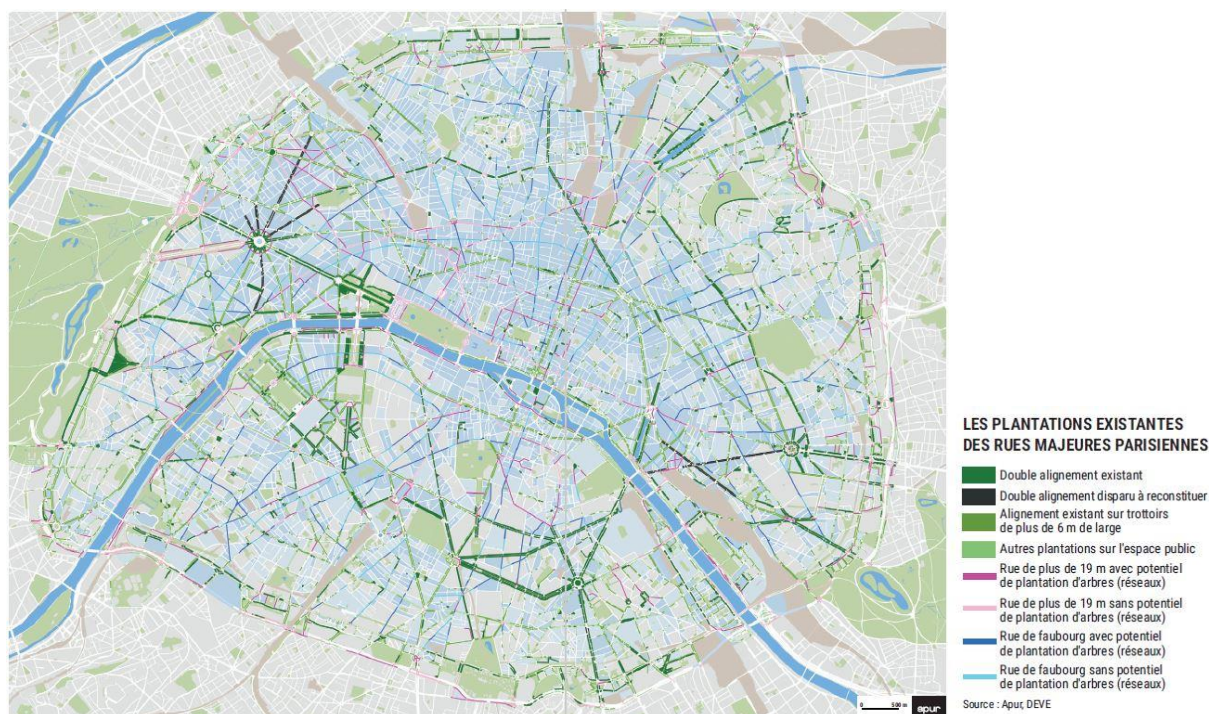 LES PLANTATIONS EXISTANTES
DES RUES MAJEURES PARISIENNES
Double alignement existant
Double alignement disparu à reconstituer
Alignement existant sur trottoirs
de plus de 6 m de large
Autres plantations sur l'espace public
Rue de plus de 19 m avec potentiel
de plantation d'arbres (réseaux)
Rue de plus de 19 m sans potentiel
de plantation d'arbres (réseaux)
Rue de faubourg avec potentiel
de plantation d'arbres (réseaux)
Rue de faubourg sans potentiel
de plantation d'arbres (réseaux)
Source : Apur, DEVE
0 500 m
apur